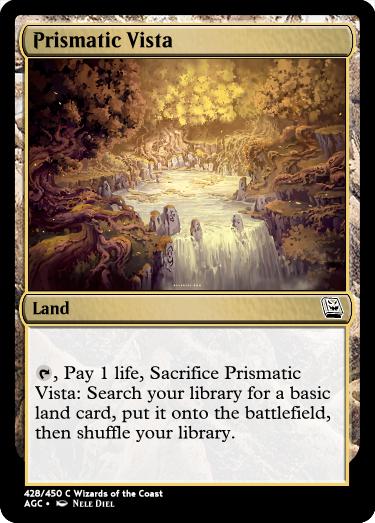 Prismatic Vista
Land
, Pay 1 life, Sacrifice Prismatic
Vista: Search your library for a basic
land card, put it onto the battlefield,
then shuffle your library.
428/450 C Wizards of the Coast
AGC • Nele Diel